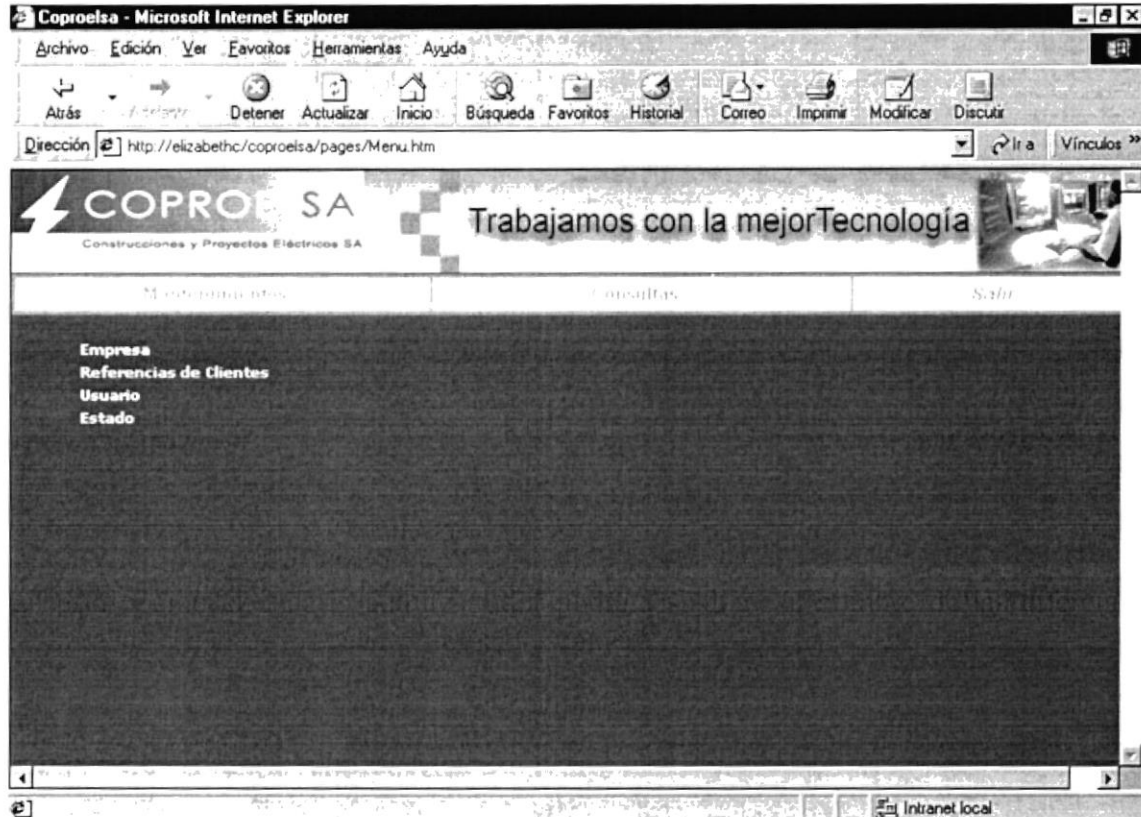 Coproelsa - Microsoft Internet Explorer
Archivo Edición Ver Favoritos Herramientas Ayuda
Atrás Detener Actualizar Inicio Búsqueda Favoritos Historial Correo Imprimir Modificar Discutir
Dirección http://elizabethc/coproelsa/pages/Menu.htm Ir a Vínculos »
COPROE SA Trabajamos con la mejorTecnología
Construcciones y Proyectos Eléctricos SA
Consultas Salir
Empresa
Referencias de Clientes
Usuario
Estado
Intranet local